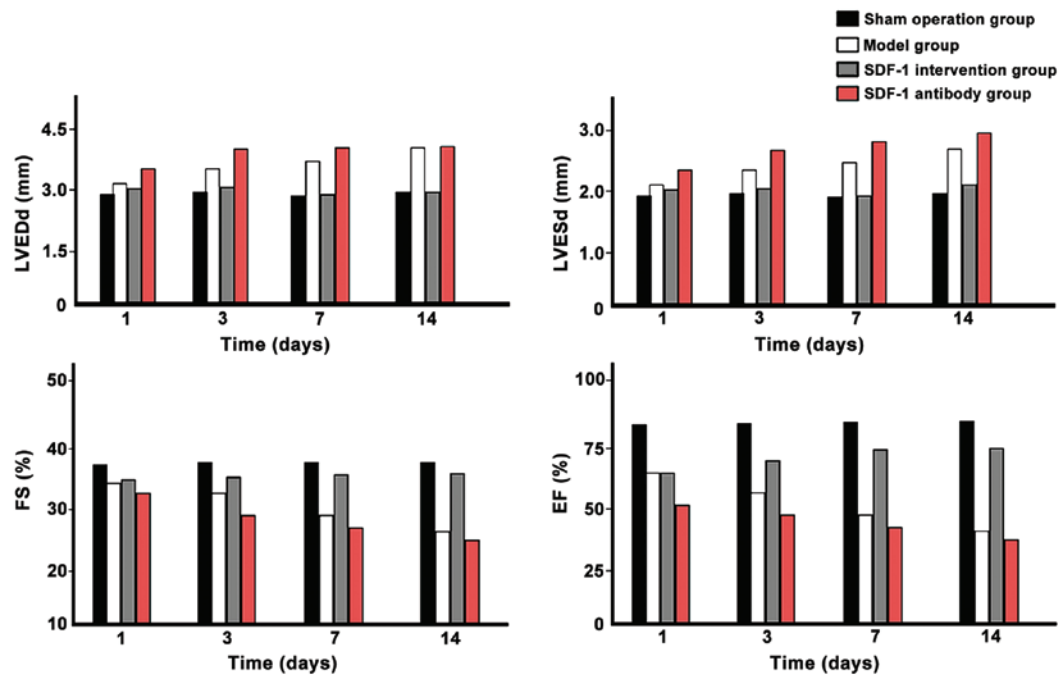 Sham operation group
Model group
SDF-1 intervention group
SDF-1 antibody group
LVEDd (mm)
4.5
3.0
1.5
0
1 3 7 14
Time (days)
LVESd (mm)
3.0
2.0
1.0
0
1 3 7 14
Time (days)
FS (%)
50
40
30
20
10
1 3 7 14
Time (days)
EF (%)
100
75
50
25
0
1 3 7 14
Time (days)